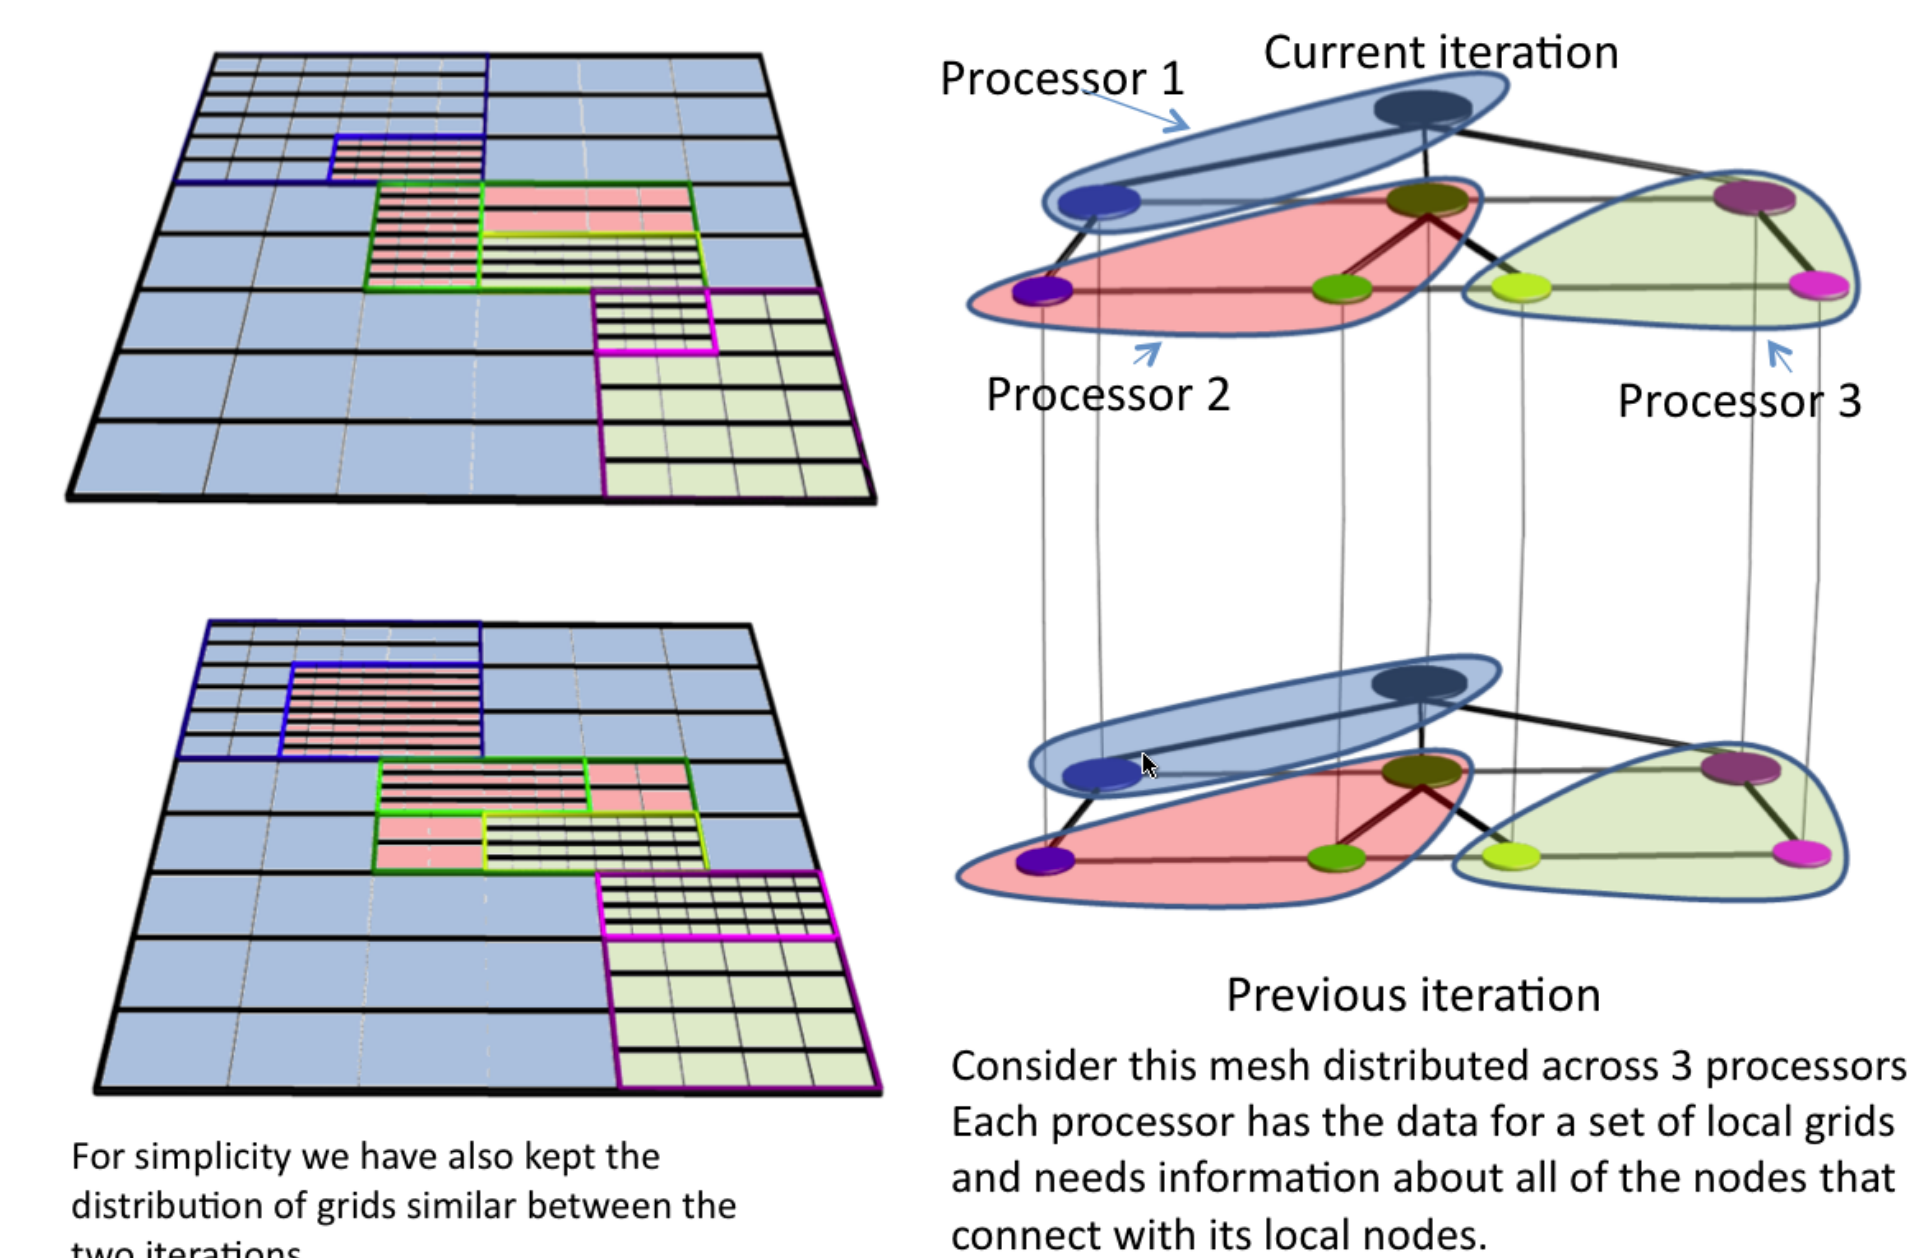 Current iteration
Processor 1
Processor 2
Processor 3
Previous iteration
Consider this mesh distributed across 3 processors
Each processor has the data for a set of local grids
and needs information about all of the nodes that
connect with its local nodes.
For simplicity we have also kept the
distribution of grids similar between the
two iterations